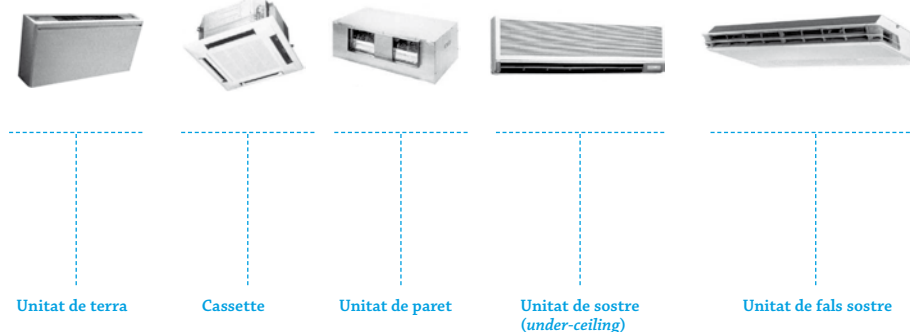 Unitat de terra
Cassette
Unitat de paret
Unitat de sostre
(under-ceiling)
Unitat de fals sostre